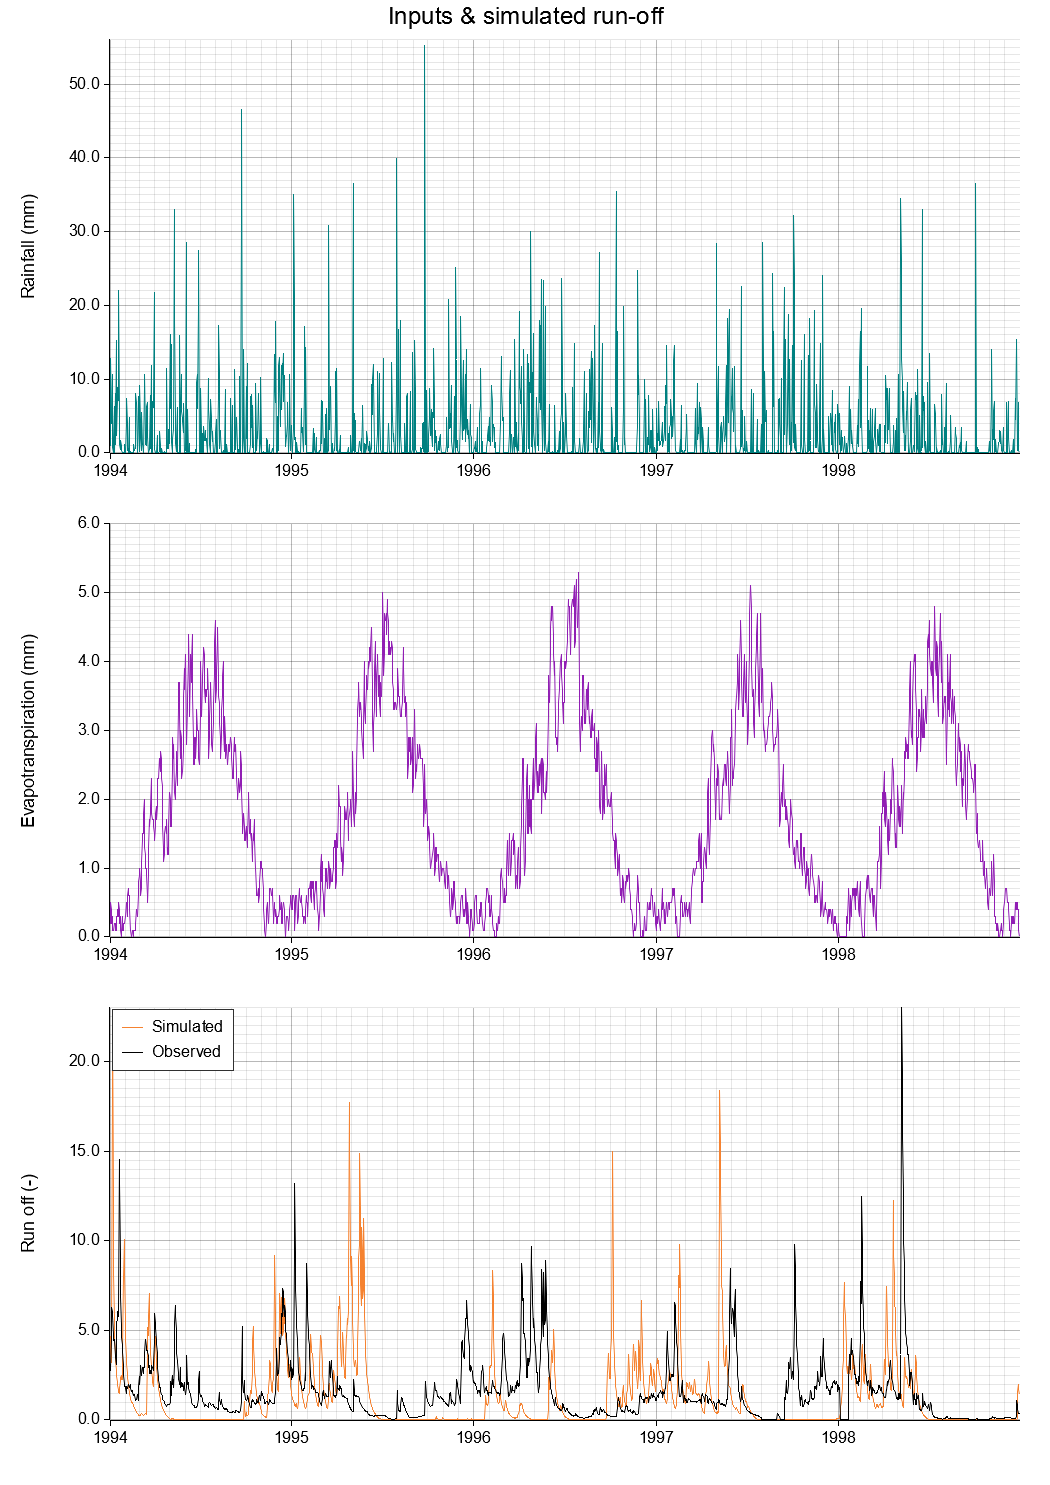 Inputs & simulated run-off
50.0
40.0
30.0
20.0
10.0
0.0
Rainfall (mm)
1994 1995 1996 1997 1998
6.0
5.0
4.0
3.0
2.0
1.0
0.0
Evapotranspiration (mm)
1994 1995 1996 1997 1998
Simulated
Observed
20.0
15.0
10.0
5.0
0.0
Run off (-)
1994 1995 1996 1997 1998